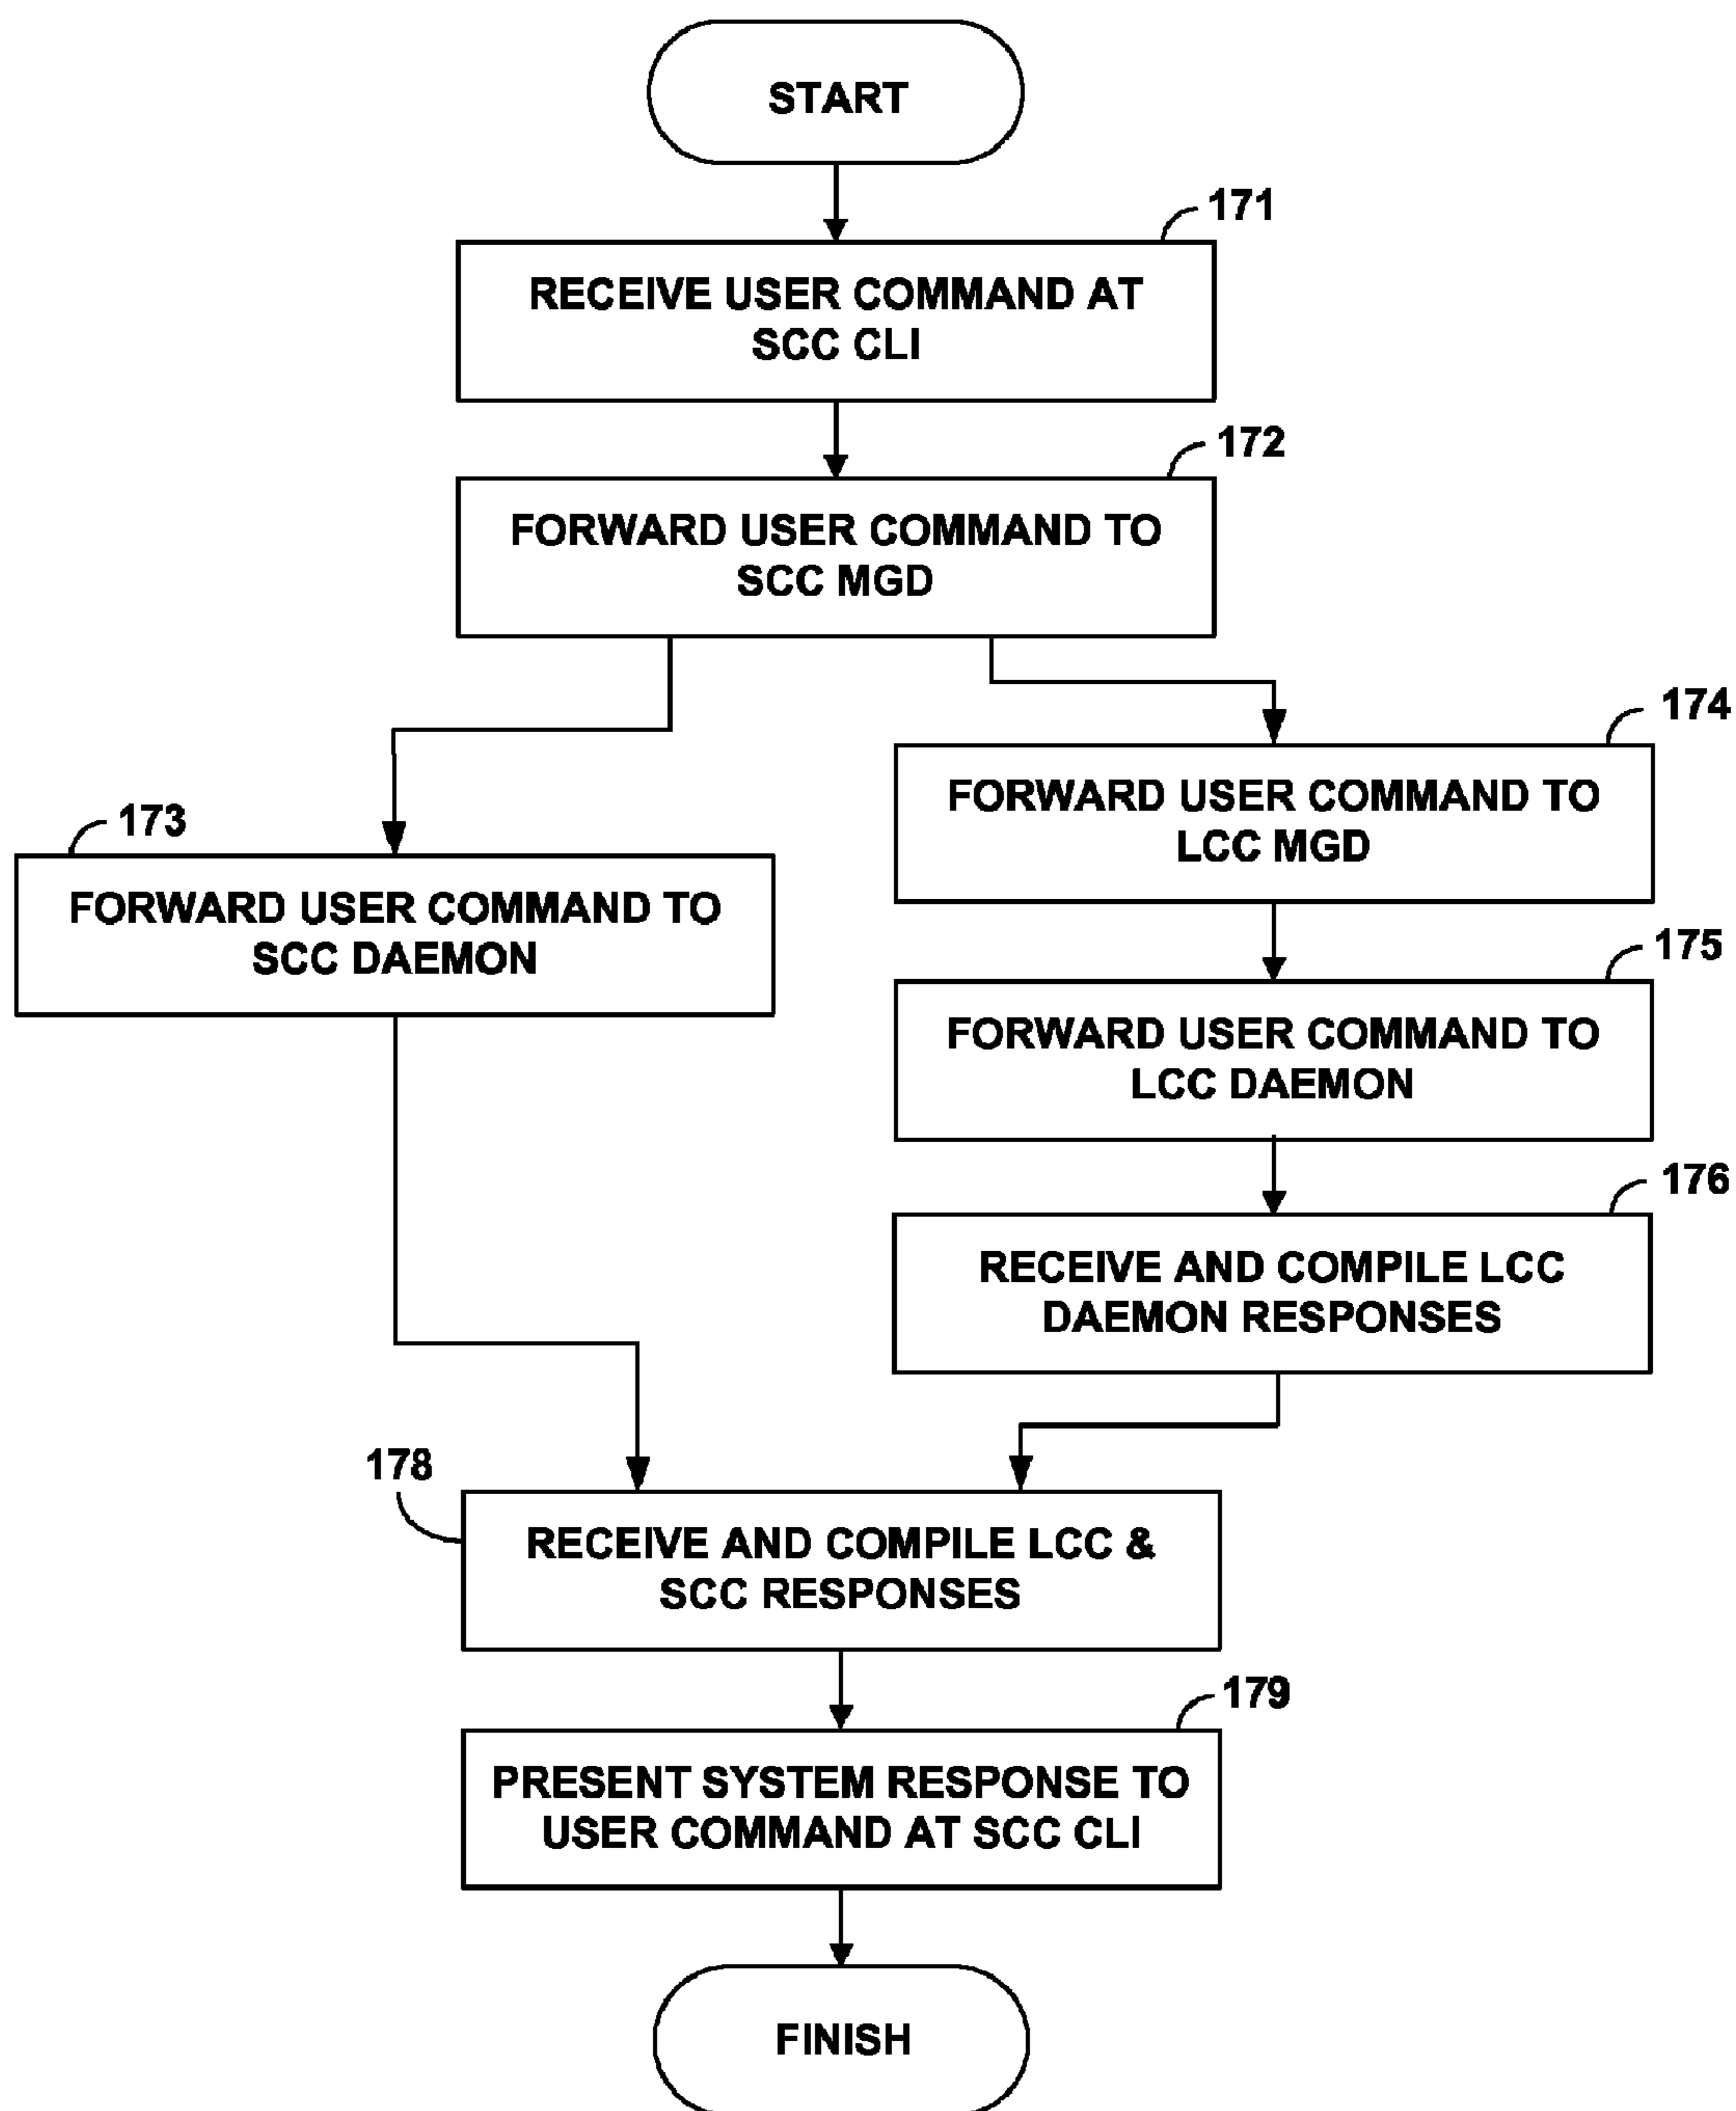 START
171
RECEIVE USER COMMAND AT
SCC CLI
172
FORWARD USER COMMAND TO
SCC MGD
174
FORWARD USER COMMAND TO
LCC MGD
173
FORWARD USER COMMAND TO
SCC DAEMON
175
FORWARD USER COMMAND TO
LCC DAEMON
176
RECEIVE AND COMPILE LCC
DAEMON RESPONSES
178
RECEIVE AND COMPILE LCC &
SCC RESPONSES
179
PRESENT SYSTEM RESPONSE TO
USER COMMAND AT SCC CLI
FINISH